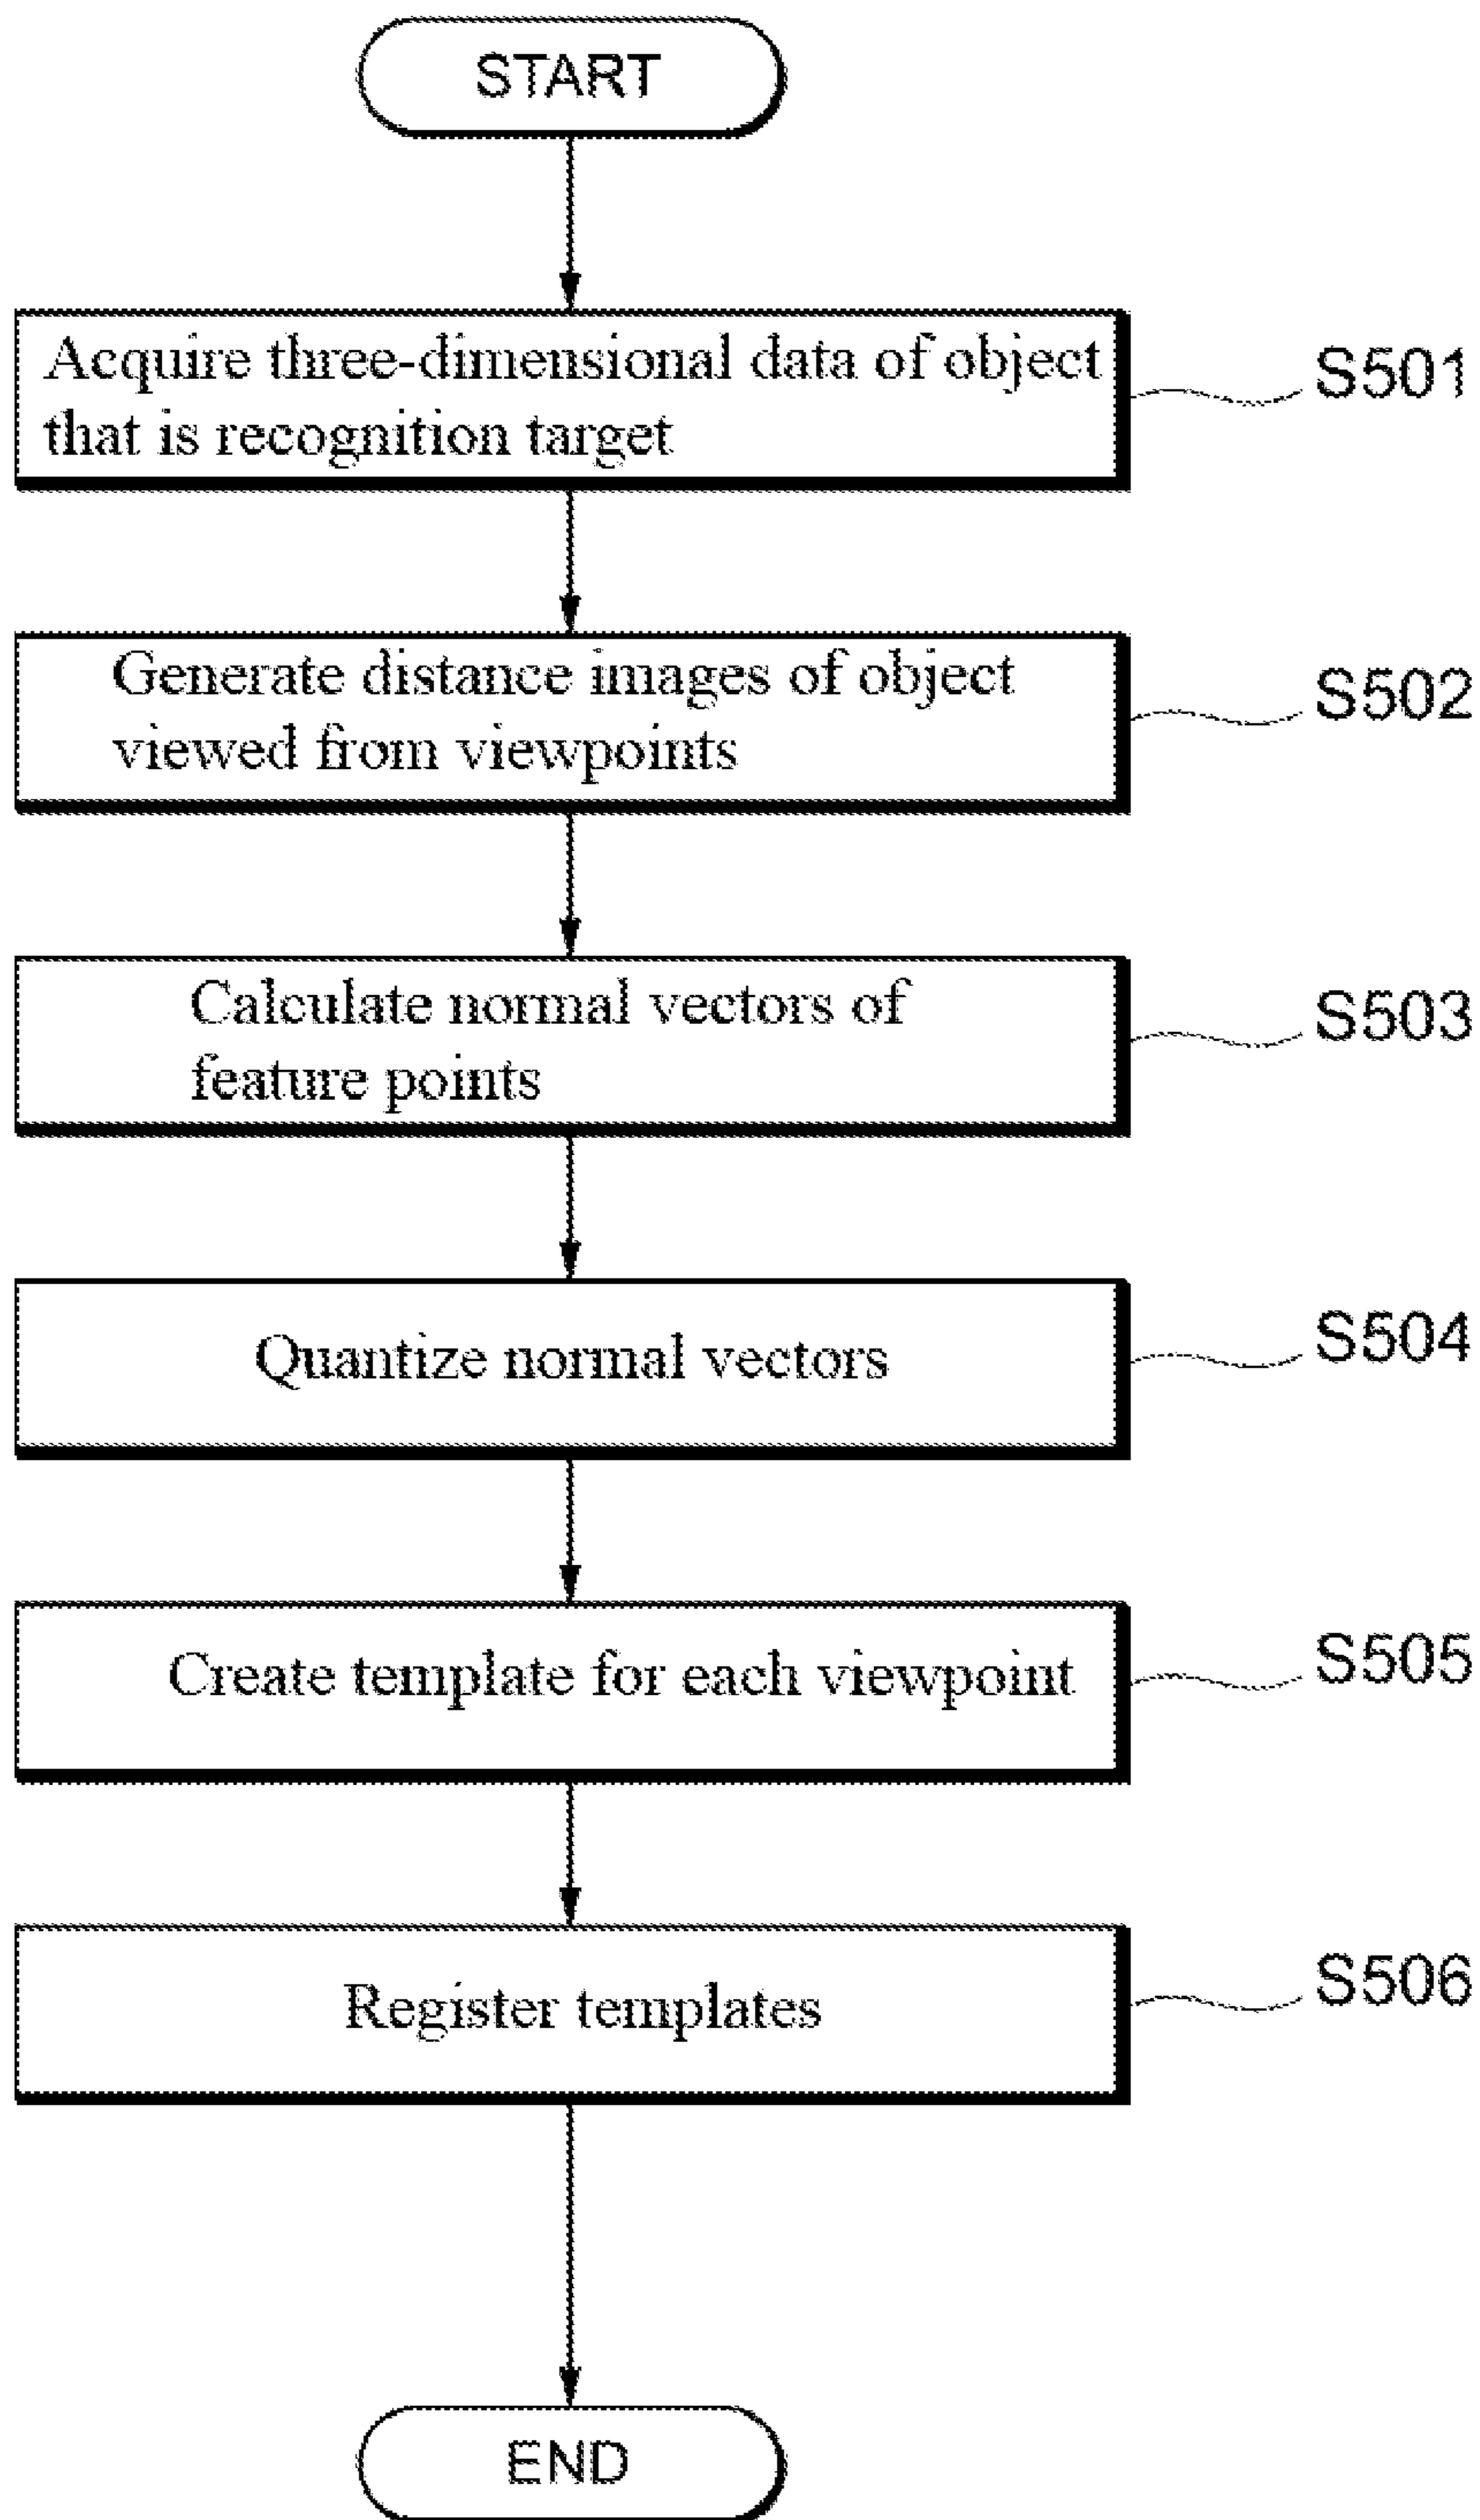 START
Acquire three-dimensional data of object
that is recognition target
S501
Generate distance images of object
viewed from viewpoints
S502
Calculate normal vectors of
feature points
S503
Quantize normal vectors
S504
Create template for each viewpoint
S505
Register templates
S506
END